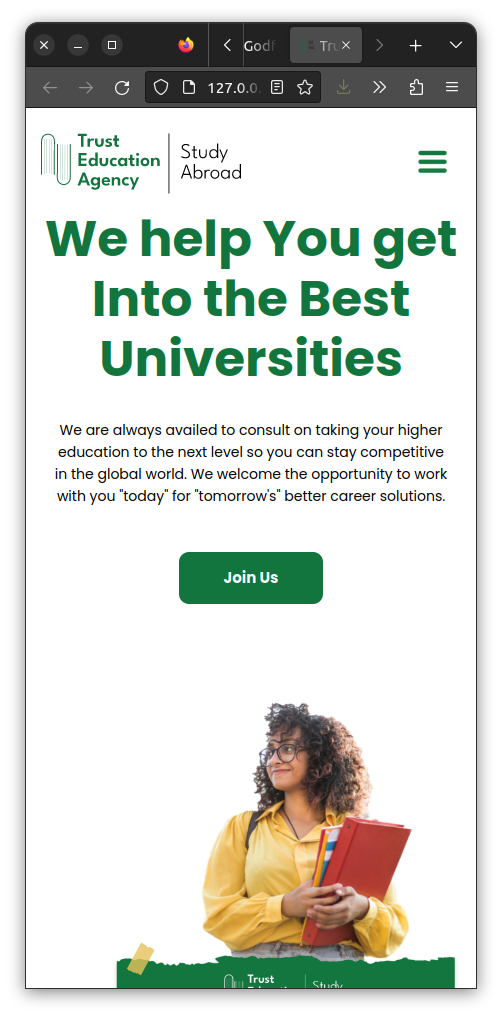 Godf
Tru
127.0.0.
Trust
Education
Agency
Study
Abroad
We help You get
Into the Best
Universities
We are always availed to consult on taking your higher
education to the next level so you can stay competitive
in the global world. We welcome the opportunity to work
with you "today" for "tomorrow's" better career solutions.
Join Us
Trust
Study